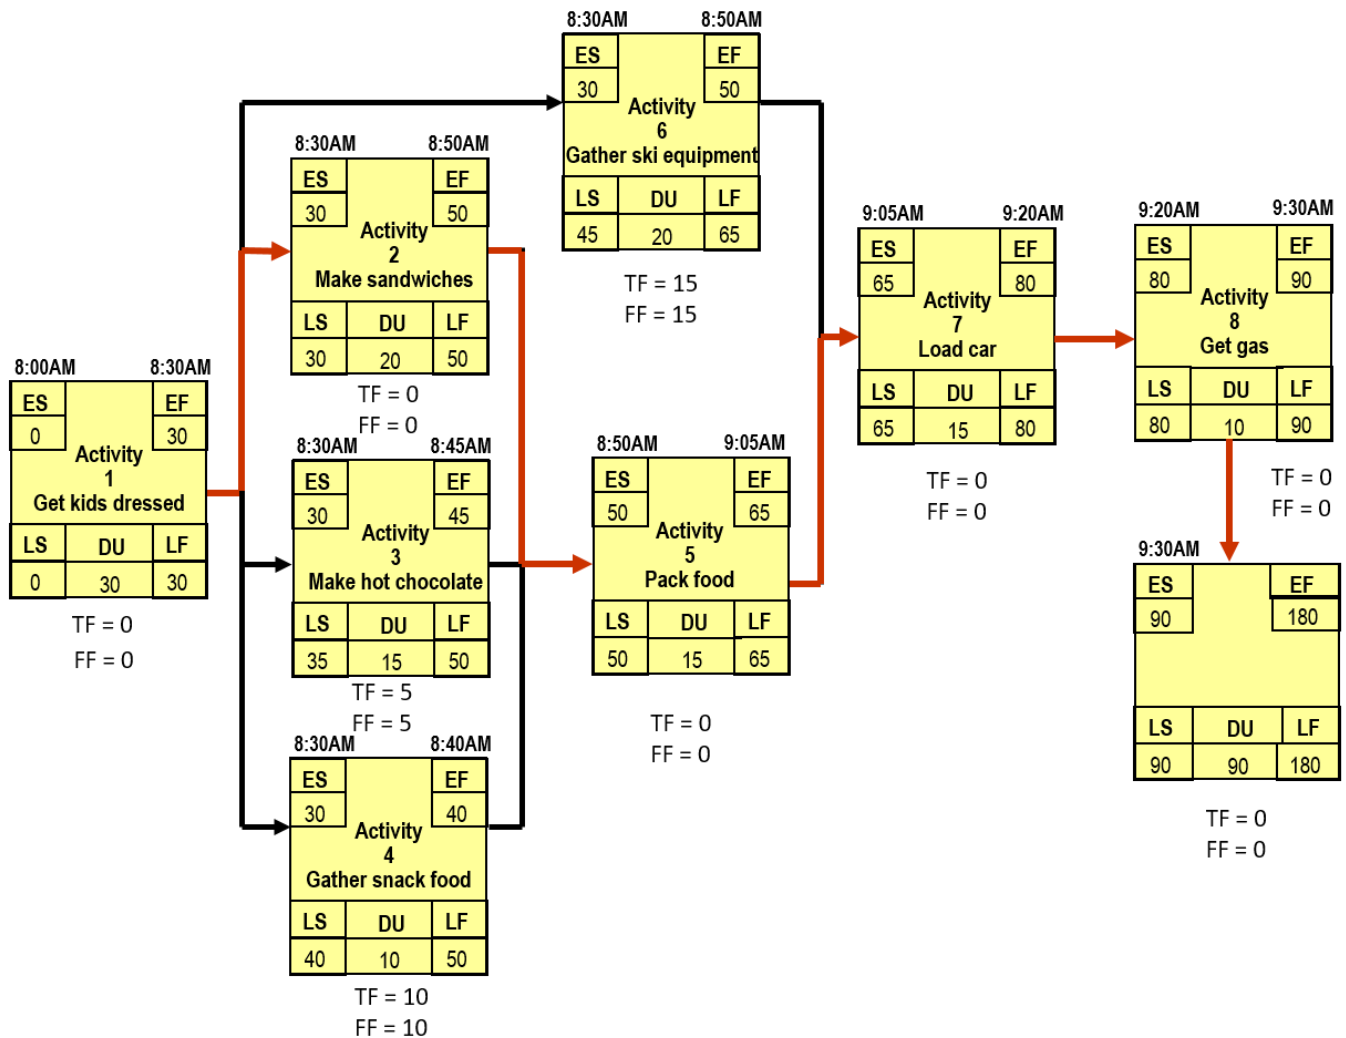 8:00AM 8:30AM
ES EF
0 30
Activity
1
Get kids dressed
LS DU LF
0 30 30
TF = 0
FF = 0
8:30AM 8:50AM
ES EF
30 50
Activity
2
Make sandwiches
LS DU LF
30 20 50
TF = 0
FF = 0
8:30AM 8:45AM
ES EF
30 45
Activity
3
Make hot chocolate
LS DU LF
35 15 50
TF = 5
FF = 5
8:30AM 8:40AM
ES EF
30 40
Activity
4
Gather snack food
LS DU LF
40 10 50
TF = 10
FF = 10
8:30AM 8:50AM
ES EF
30 50
Activity
6
Gather ski equipment
LS DU LF
45 20 65
TF = 15
FF = 15
8:50AM 9:05AM
ES EF
50 65
Activity
5
Pack food
LS DU LF
50 15 65
TF = 0
FF = 0
9:05AM 9:20AM
ES EF
65 80
Activity
7
Load car
LS DU LF
65 15 80
TF = 0
FF = 0
9:20AM 9:30AM
ES EF
80 90
Activity
8
Get gas
LS DU LF
80 10 90
TF = 0
FF = 0
9:30AM
ES EF
90 180
LS DU LF
90 90 180
TF = 0
FF = 0